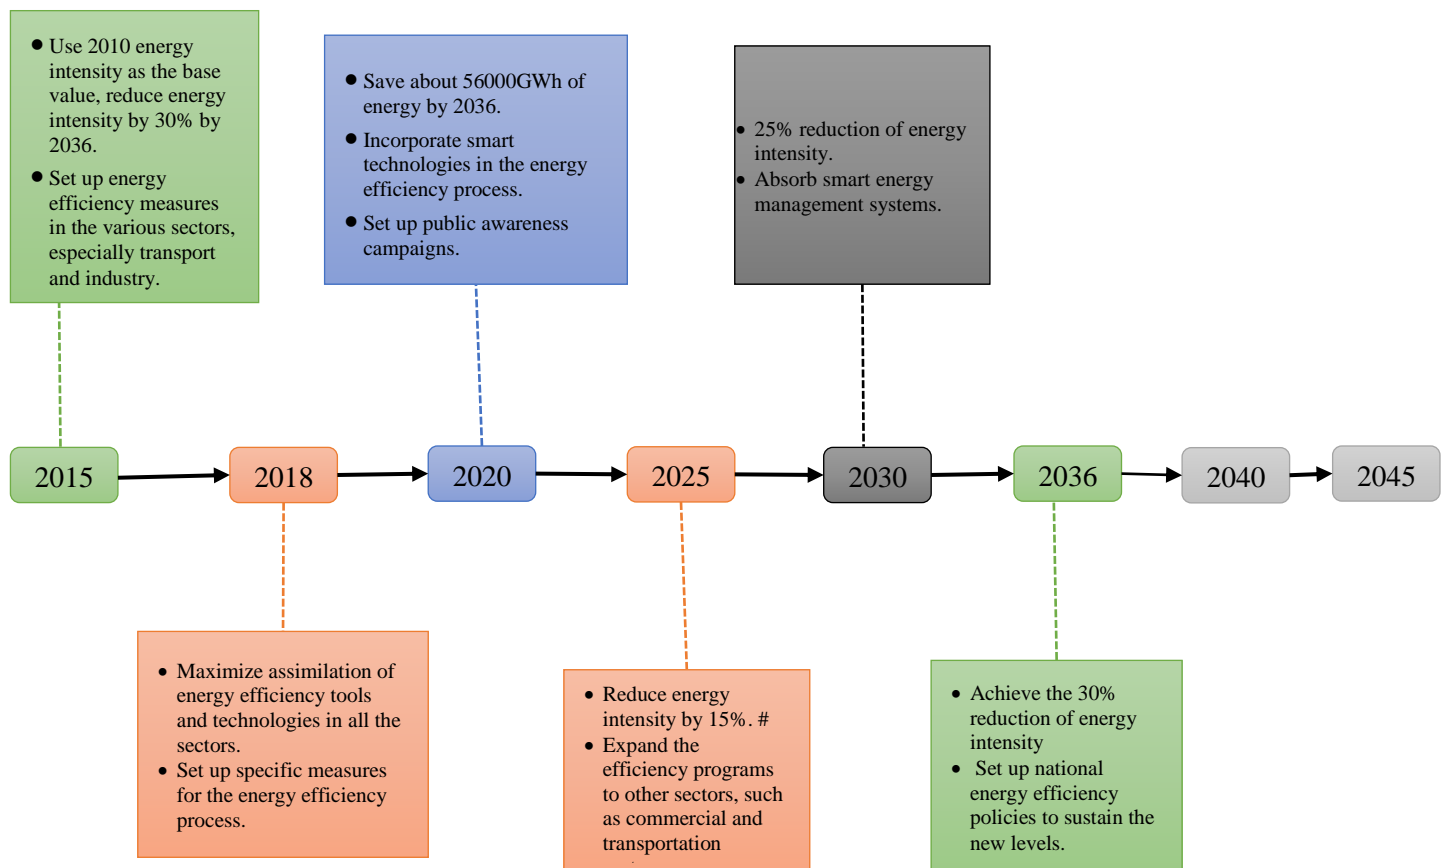 ● Use 2010 energy
intensity as the base
value, reduce energy
intensity by 30% by
2036.
● Set up energy
efficiency measures
in the various sectors,
especially transport
and industry.
● Save about 56000GWh of
energy by 2036.
● Incorporate smart
technologies in the energy
efficiency process.
● Set up public awareness
campaigns.
• 25% reduction of energy
intensity.
• Absorb smart energy
management systems.
2015
2018
2020
2025
2030
2036
2040
2045
• Maximize assimilation of
energy efficiency tools
and technologies in all the
sectors.
• Set up specific measures
for the energy efficiency
process.
• Reduce energy
intensity by 15%. #
• Expand the
efficiency programs
to other sectors, such
as commercial and
transportation
• Achieve the 30%
reduction of energy
intensity
• Set up national
energy efficiency
policies to sustain the
new levels.